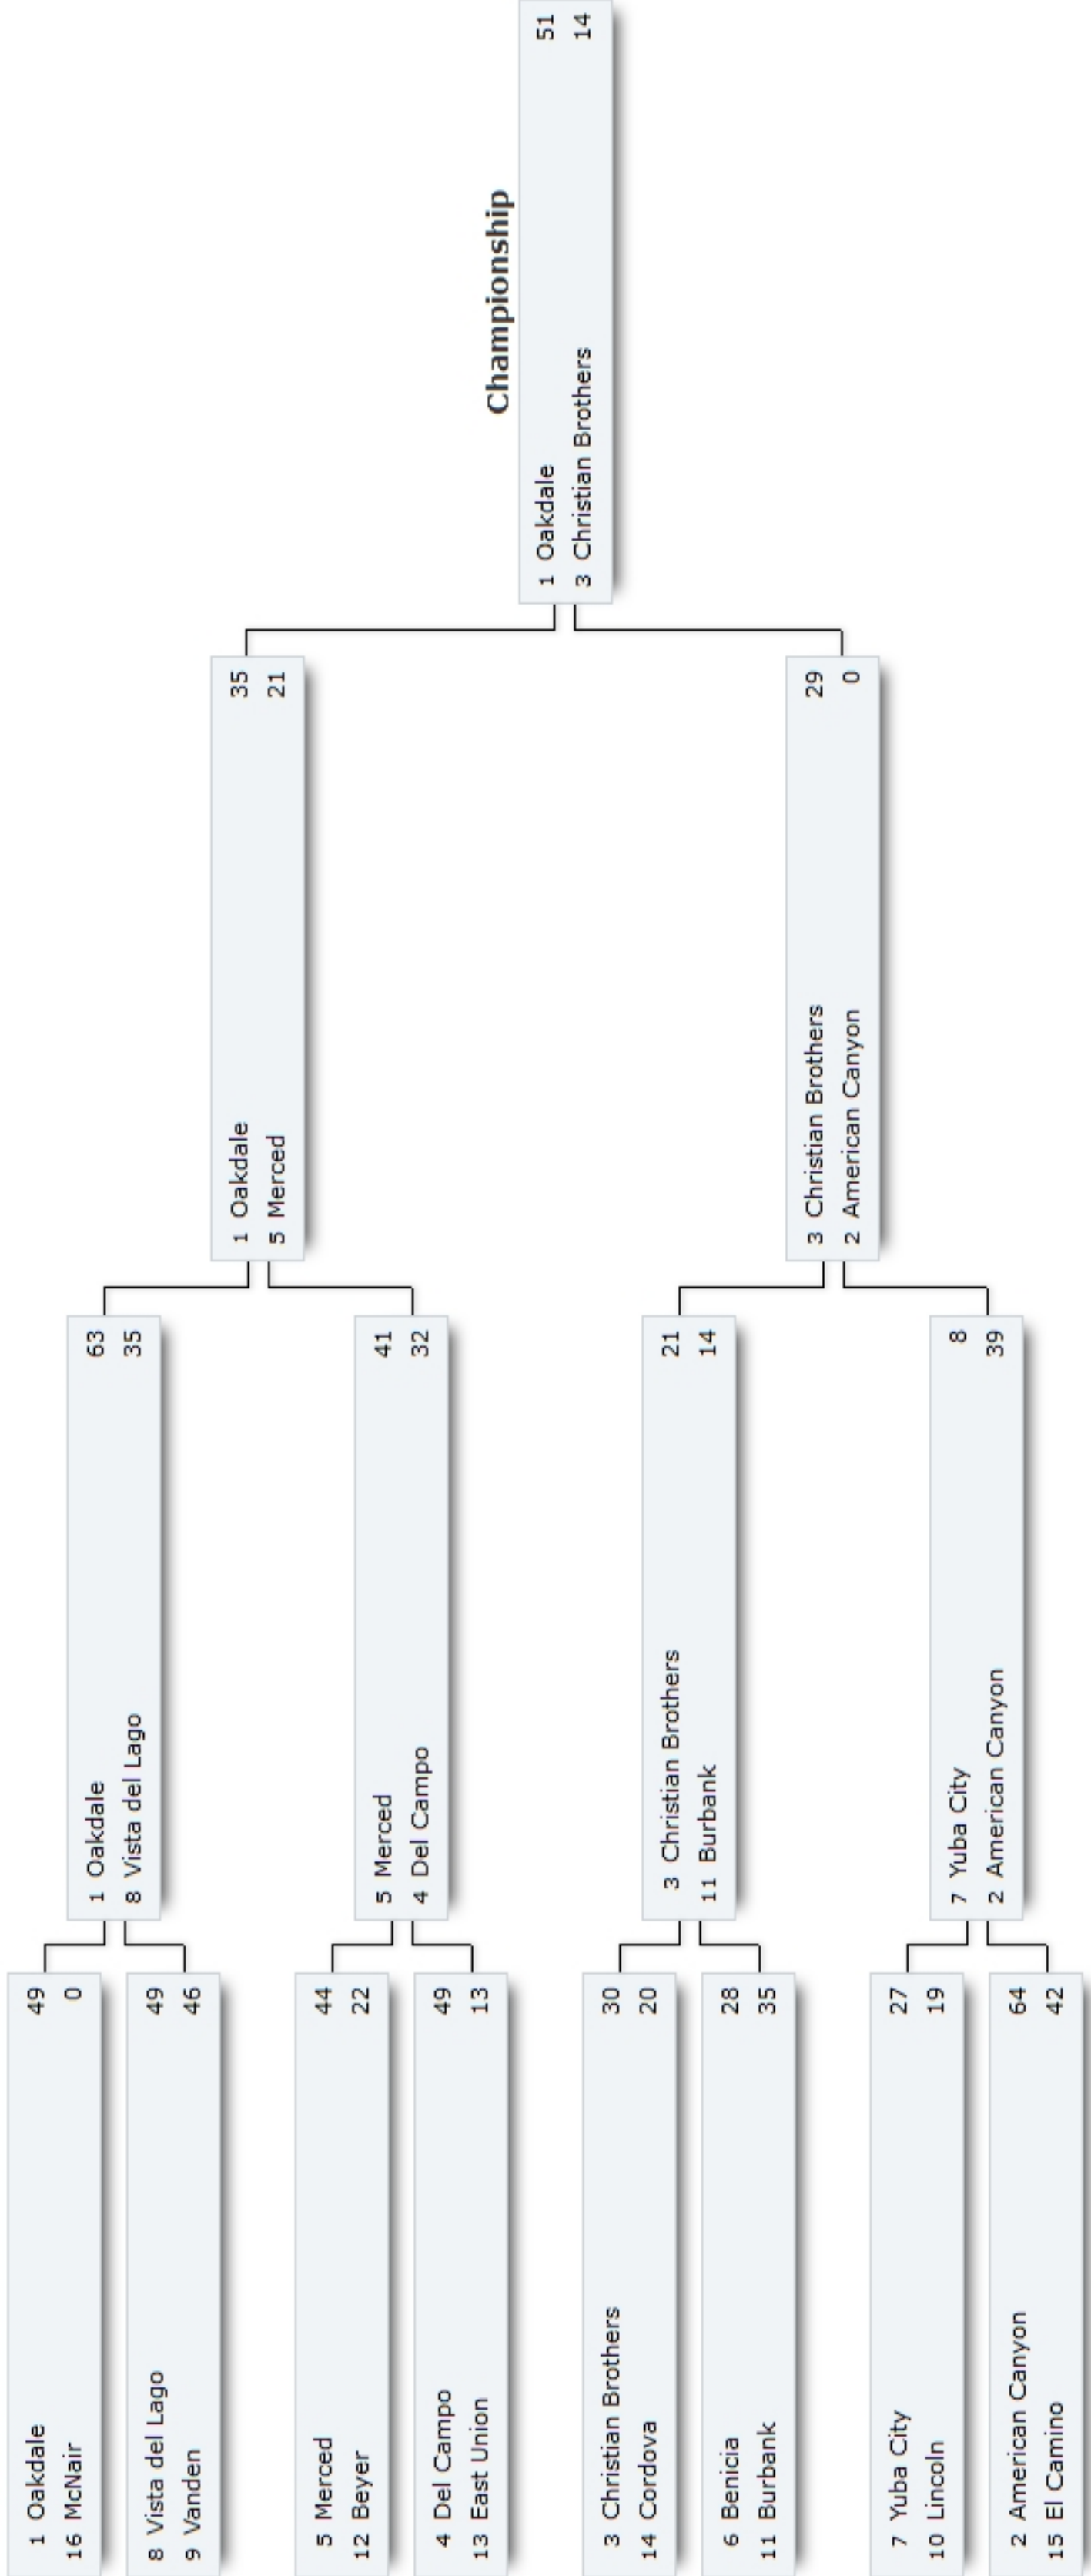 1 Oakdale 49
16 McNair 0
8 Vista del Lago 49
9 Vanden 46
5 Merced 44
12 Beyer 22
4 Del Campo 49
13 East Union 13
3 Christian Brothers 30
14 Cordova 20
6 Benicia 28
11 Burbank 35
7 Yuba City 27
10 Lincoln 19
2 American Canyon 64
15 El Camino 42
1 Oakdale 63
8 Vista del Lago 35
5 Merced 41
4 Del Campo 32
3 Christian Brothers 21
11 Burbank 14
7 Yuba City 8
2 American Canyon 39
1 Oakdale 35
5 Merced 21
3 Christian Brothers 29
2 American Canyon 0
Championship
1 Oakdale 51
3 Christian Brothers 14